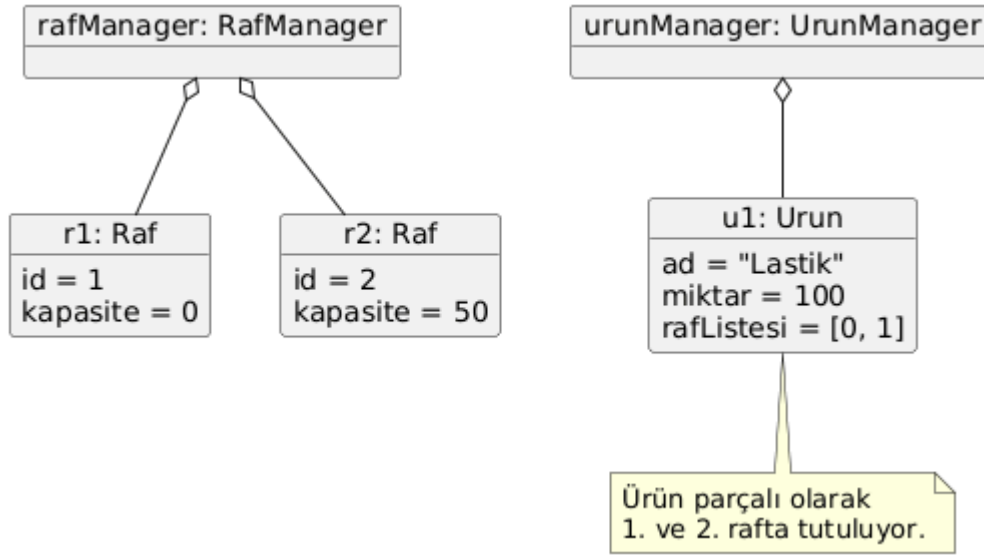 rafManager: RafManager
urunManager: UrunManager
r1: Raf
id = 1
kapasite = 0
r2: Raf
id = 2
kapasite = 50
u1: Urun
ad = "Lastik"
miktar = 100
rafListesi = [0, 1]
Ürün parçalı olarak
1. ve 2. rafta tutuluyor.